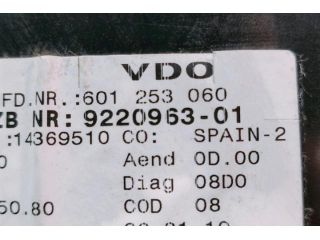 VDO
FD.NR.:601 253 060
ZB NR: 9220963-01
:14369510 CO: SPAIN-2
0 Aend 0D.00
Diag 08D0
50.80 COD 08